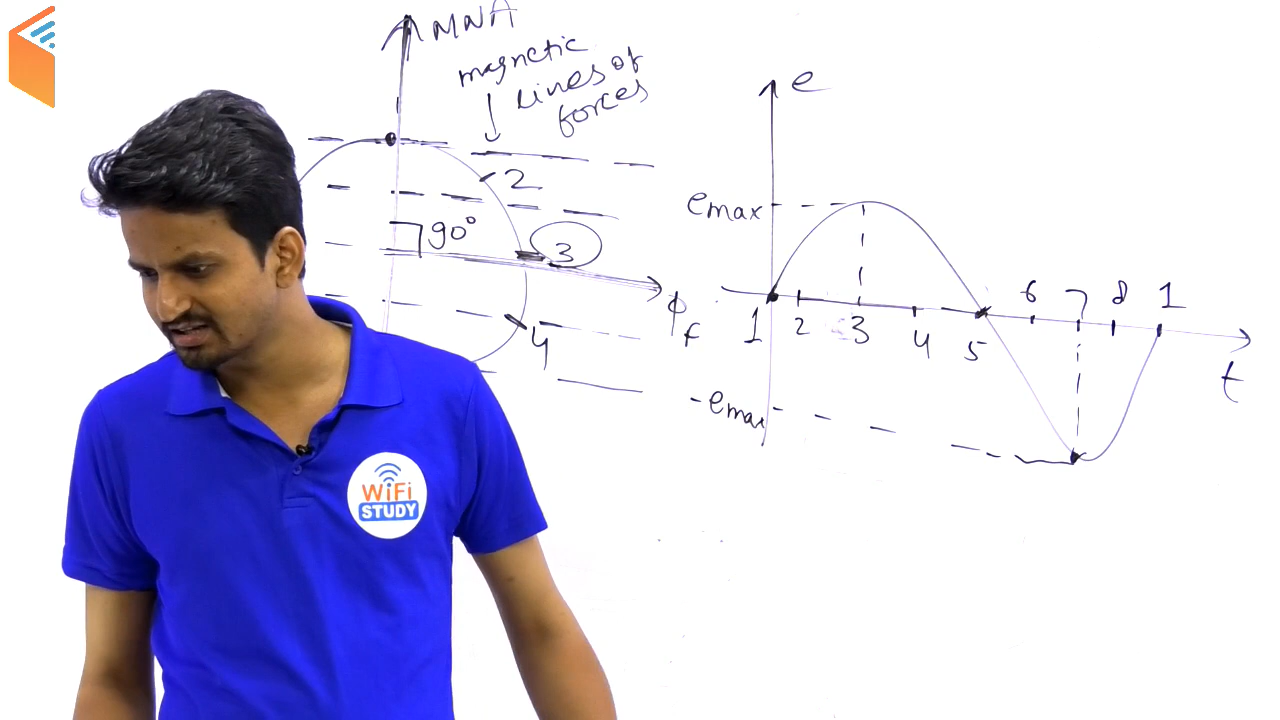 MNA
magnetic
lines of
forces
2
90°
3
4
ϕf
e
emax
1 2 3 4 5 6 7 8 1
t
-emax
WiFi
STUDY